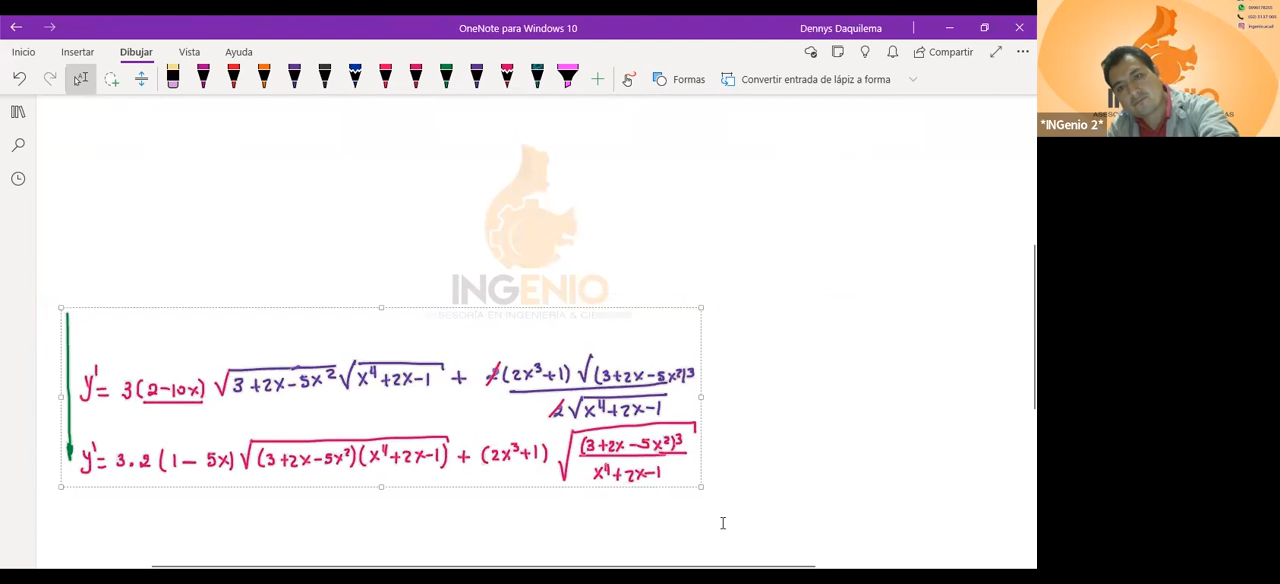 OneNote para Windows 10
Dennys Daquilema
Inicio Insertar Dibujar Vista Ayuda
Compartir
Formas
Convertir entrada de lápiz a forma
*INGenio 2*
INGENIO
y' = 3(2-10x) √(3+2x-5x²) √(x⁴+2x-1) + 2(2x³+1) √(3+2x-5x²)³ / 2√(x⁴+2x-1)
y' = 3.2 (1-5x) √((3+2x-5x²)(x⁴+2x-1)) + (2x³+1) √((3+2x-5x²)³ / (x⁴+2x-1))